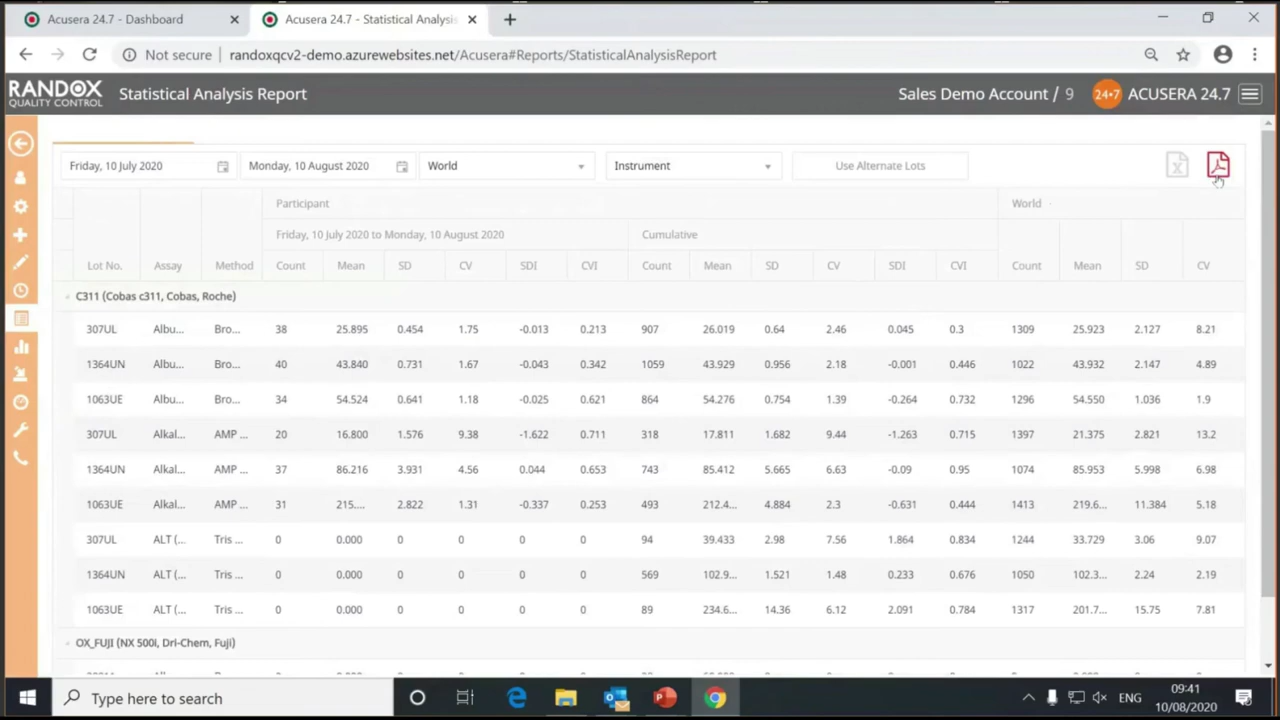 Acusera 24.7 - Dashboard
Acusera 24.7 - Statistical Analysis
Not secure randoxqcv2-demo.azurewebsites.net/Acusera#Reports/StatisticalAnalysisReport
RANDOX
QUALITY CONTROL
Statistical Analysis Report
Sales Demo Account / 9
24•7
ACUSERA 24.7
Friday, 10 July 2020 Monday, 10 August 2020 World Instrument Use Alternate Lots
Participant World
Friday, 10 July 2020 to Monday, 10 August 2020 Cumulative
Lot No. Assay Method Count Mean SD CV SDI CVI Count Mean SD CV SDI CVI Count Mean SD CV
C311 (Cobas c311, Cobas, Roche)
307UL Albu... Bro... 38 25.895 0.454 1.75 -0.013 0.213 907 26.019 0.64 2.46 0.045 0.3 1309 25.923 2.127 8.21
1364UN Albu... Bro... 40 43.840 0.731 1.67 -0.043 0.342 1059 43.929 0.956 2.18 -0.001 0.446 1022 43.932 2.147 4.89
1063UE Albu... Bro... 34 54.524 0.641 1.18 -0.025 0.621 864 54.276 0.754 1.39 -0.264 0.732 1296 54.550 1.036 1.9
307UL Alkal... AMP ... 20 16.800 1.576 9.38 -1.622 0.711 318 17.811 1.682 9.44 -1.263 0.715 1397 21.375 2.821 13.2
1364UN Alkal... AMP ... 37 86.216 3.931 4.56 0.044 0.653 743 85.412 5.665 6.63 -0.09 0.95 1074 85.953 5.998 6.98
1063UE Alkal... AMP ... 31 215.... 2.822 1.31 -0.337 0.253 493 212.4... 4.884 2.3 -0.631 0.444 1413 219.6... 11.384 5.18
307UL ALT (... Tris ... 0 0.000 0 0 0 0 94 39.433 2.98 7.56 1.864 0.834 1244 33.729 3.06 9.07
1364UN ALT (... Tris ... 0 0.000 0 0 0 0 569 102.9... 1.521 1.48 0.233 0.676 1050 102.3... 2.24 2.19
1063UE ALT (... Tris ... 0 0.000 0 0 0 0 89 234.6... 14.36 6.12 2.091 0.784 1317 201.7... 15.75 7.81
OX_FUJI (NX 500I, Dri-Chem, Fuji)
Type here to search
ENG
09:41
10/08/2020